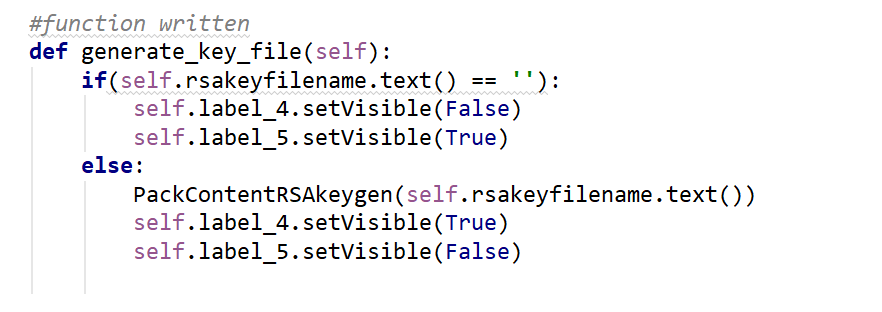 #function written
def generate_key_file(self):
    if(self.rsakeyfilename.text() == ''):
        self.label_4.setVisible(False)
        self.label_5.setVisible(True)
    else:
        PackContentRSAkeygen(self.rsakeyfilename.text())
        self.label_4.setVisible(True)
        self.label_5.setVisible(False)